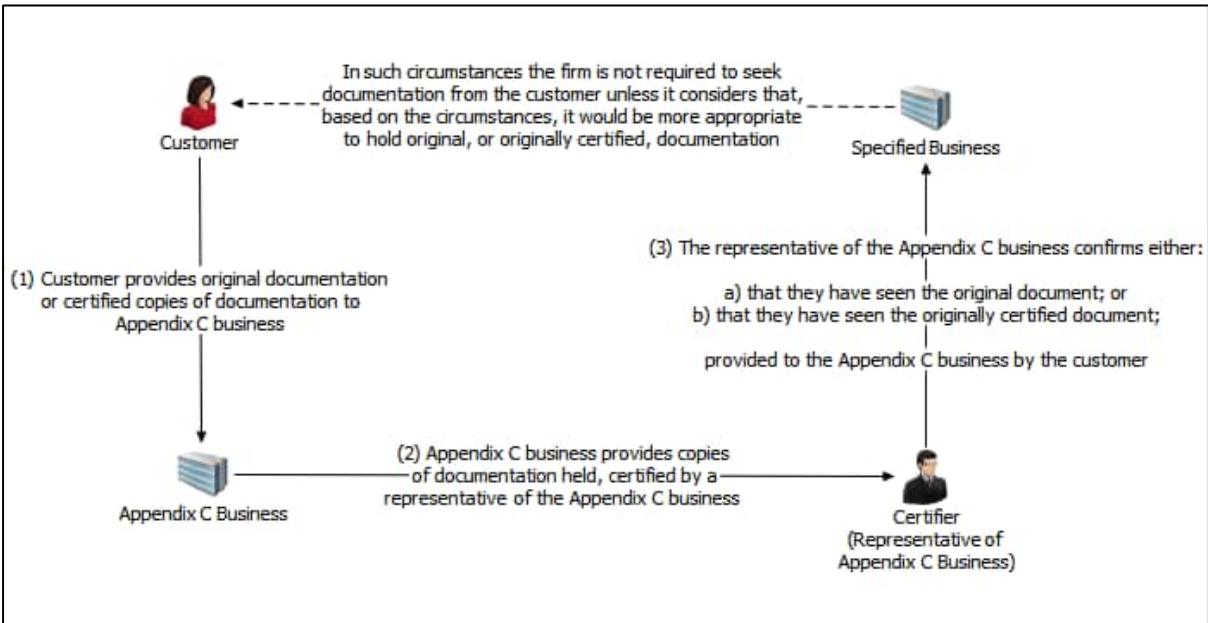 In such circumstances the firm is not required to seek
documentation from the customer unless it considers that,
based on the circumstances, it would be more appropriate
to hold original, or originally certified, documentation
Customer
Specified Business
(1) Customer provides original documentation
or certified copies of documentation to
Appendix C business
(3) The representative of the Appendix C business confirms either:
a) that they have seen the original document; or
b) that they have seen the originally certified document;
provided to the Appendix C business by the customer
(2) Appendix C business provides copies
of documentation held, certified by a
representative of the Appendix C business
Appendix C Business
Certifier
(Representative of
Appendix C Business)